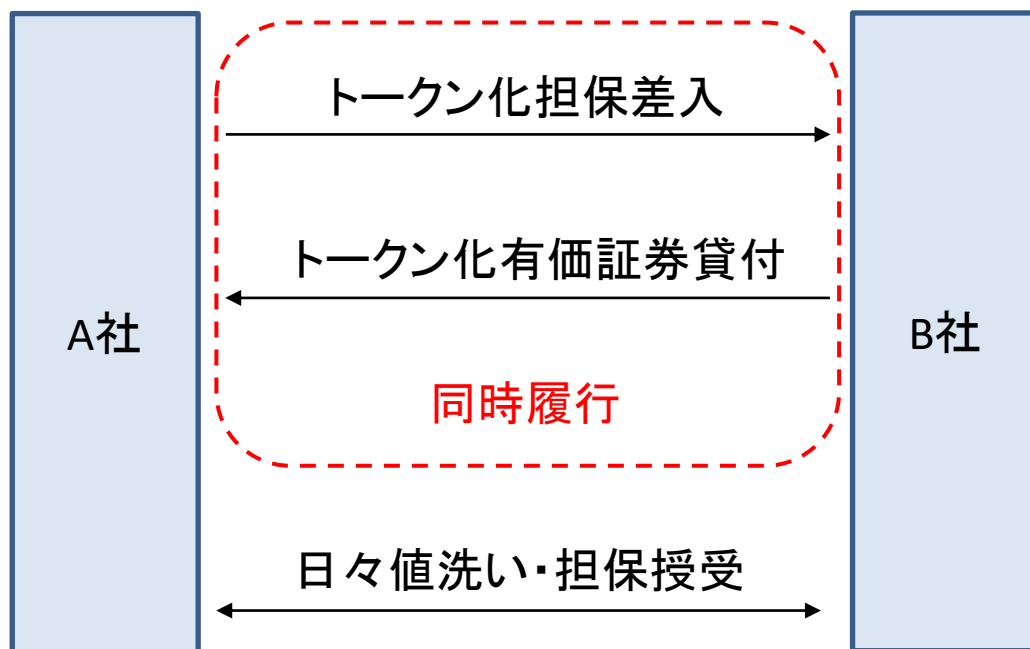 トークン化担保差入
トークン化有価証券貸付
A社
B社
同時履行
日々値洗い・担保授受